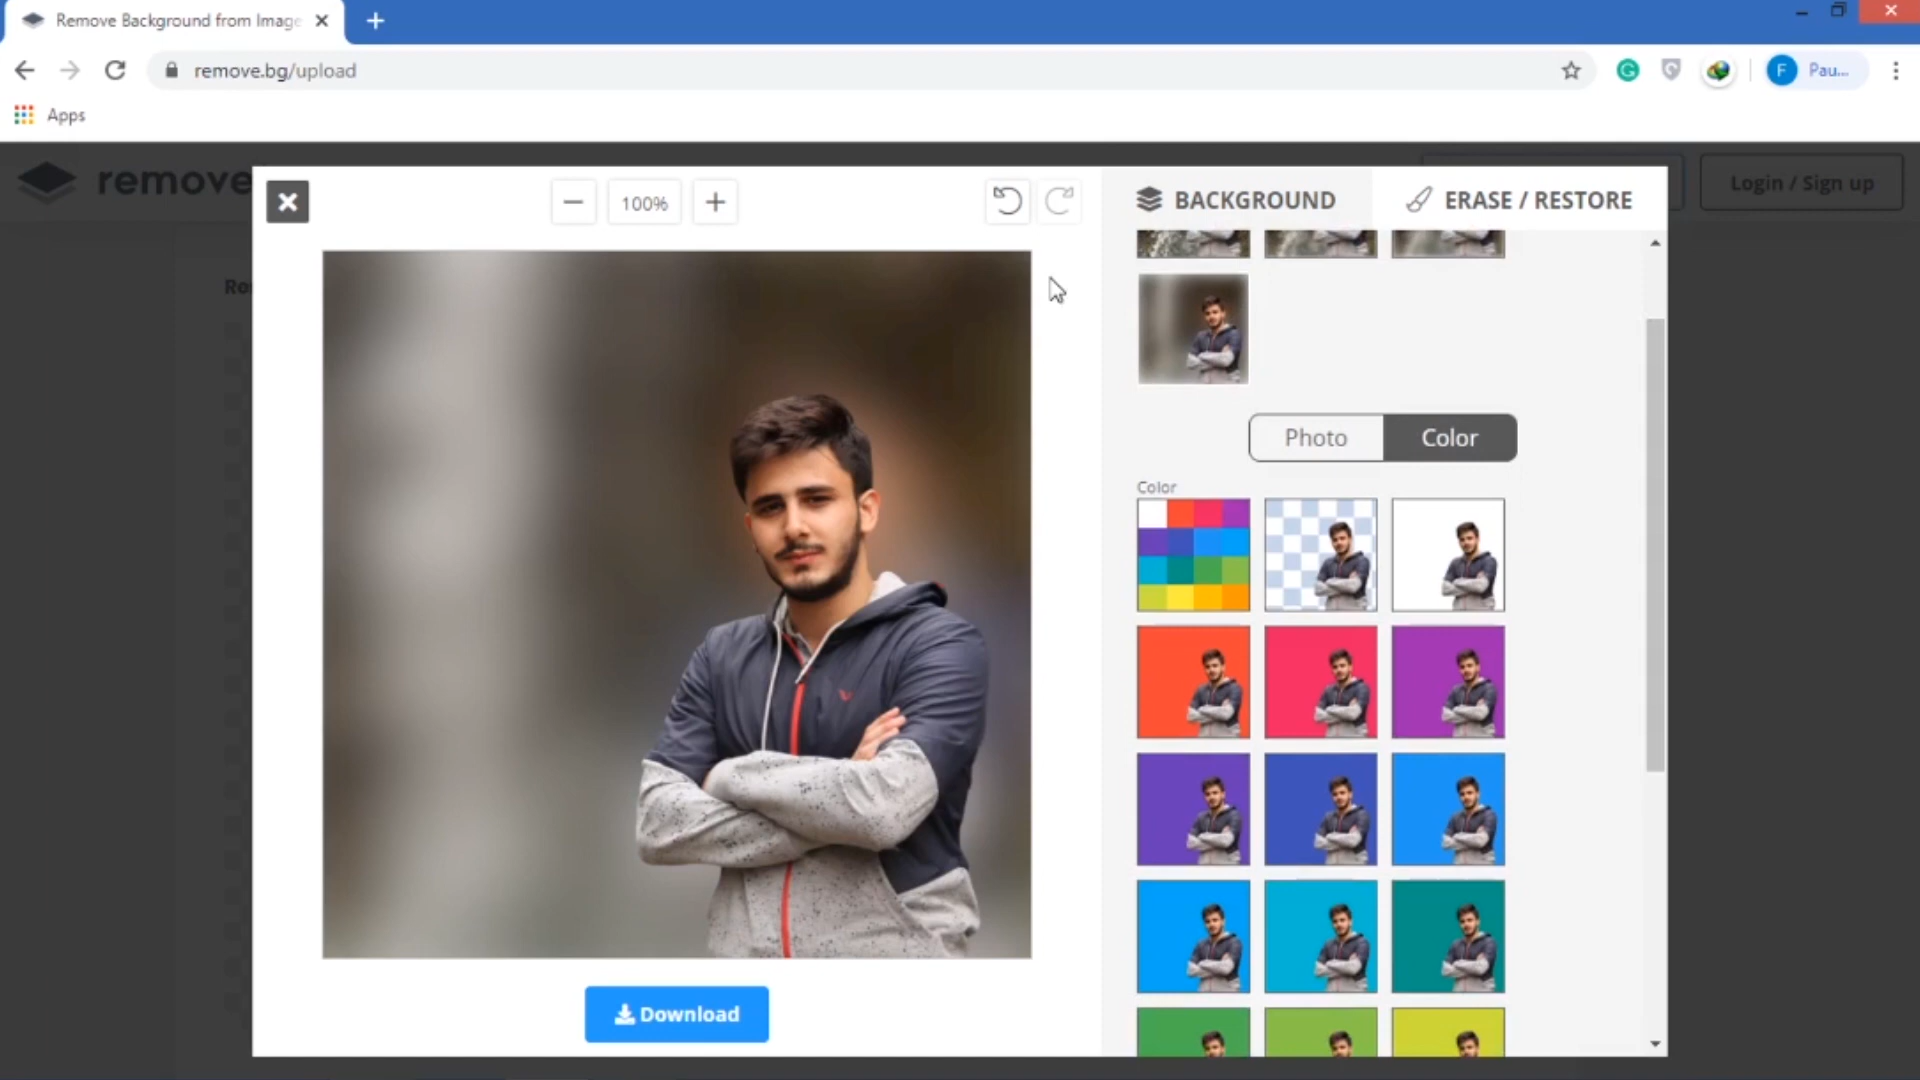 Remove Background from Image
remove.bg/upload
F
Pau...
Apps
remove
Login / Sign up
100%
BACKGROUND
ERASE / RESTORE
Photo
Color
Color
Download